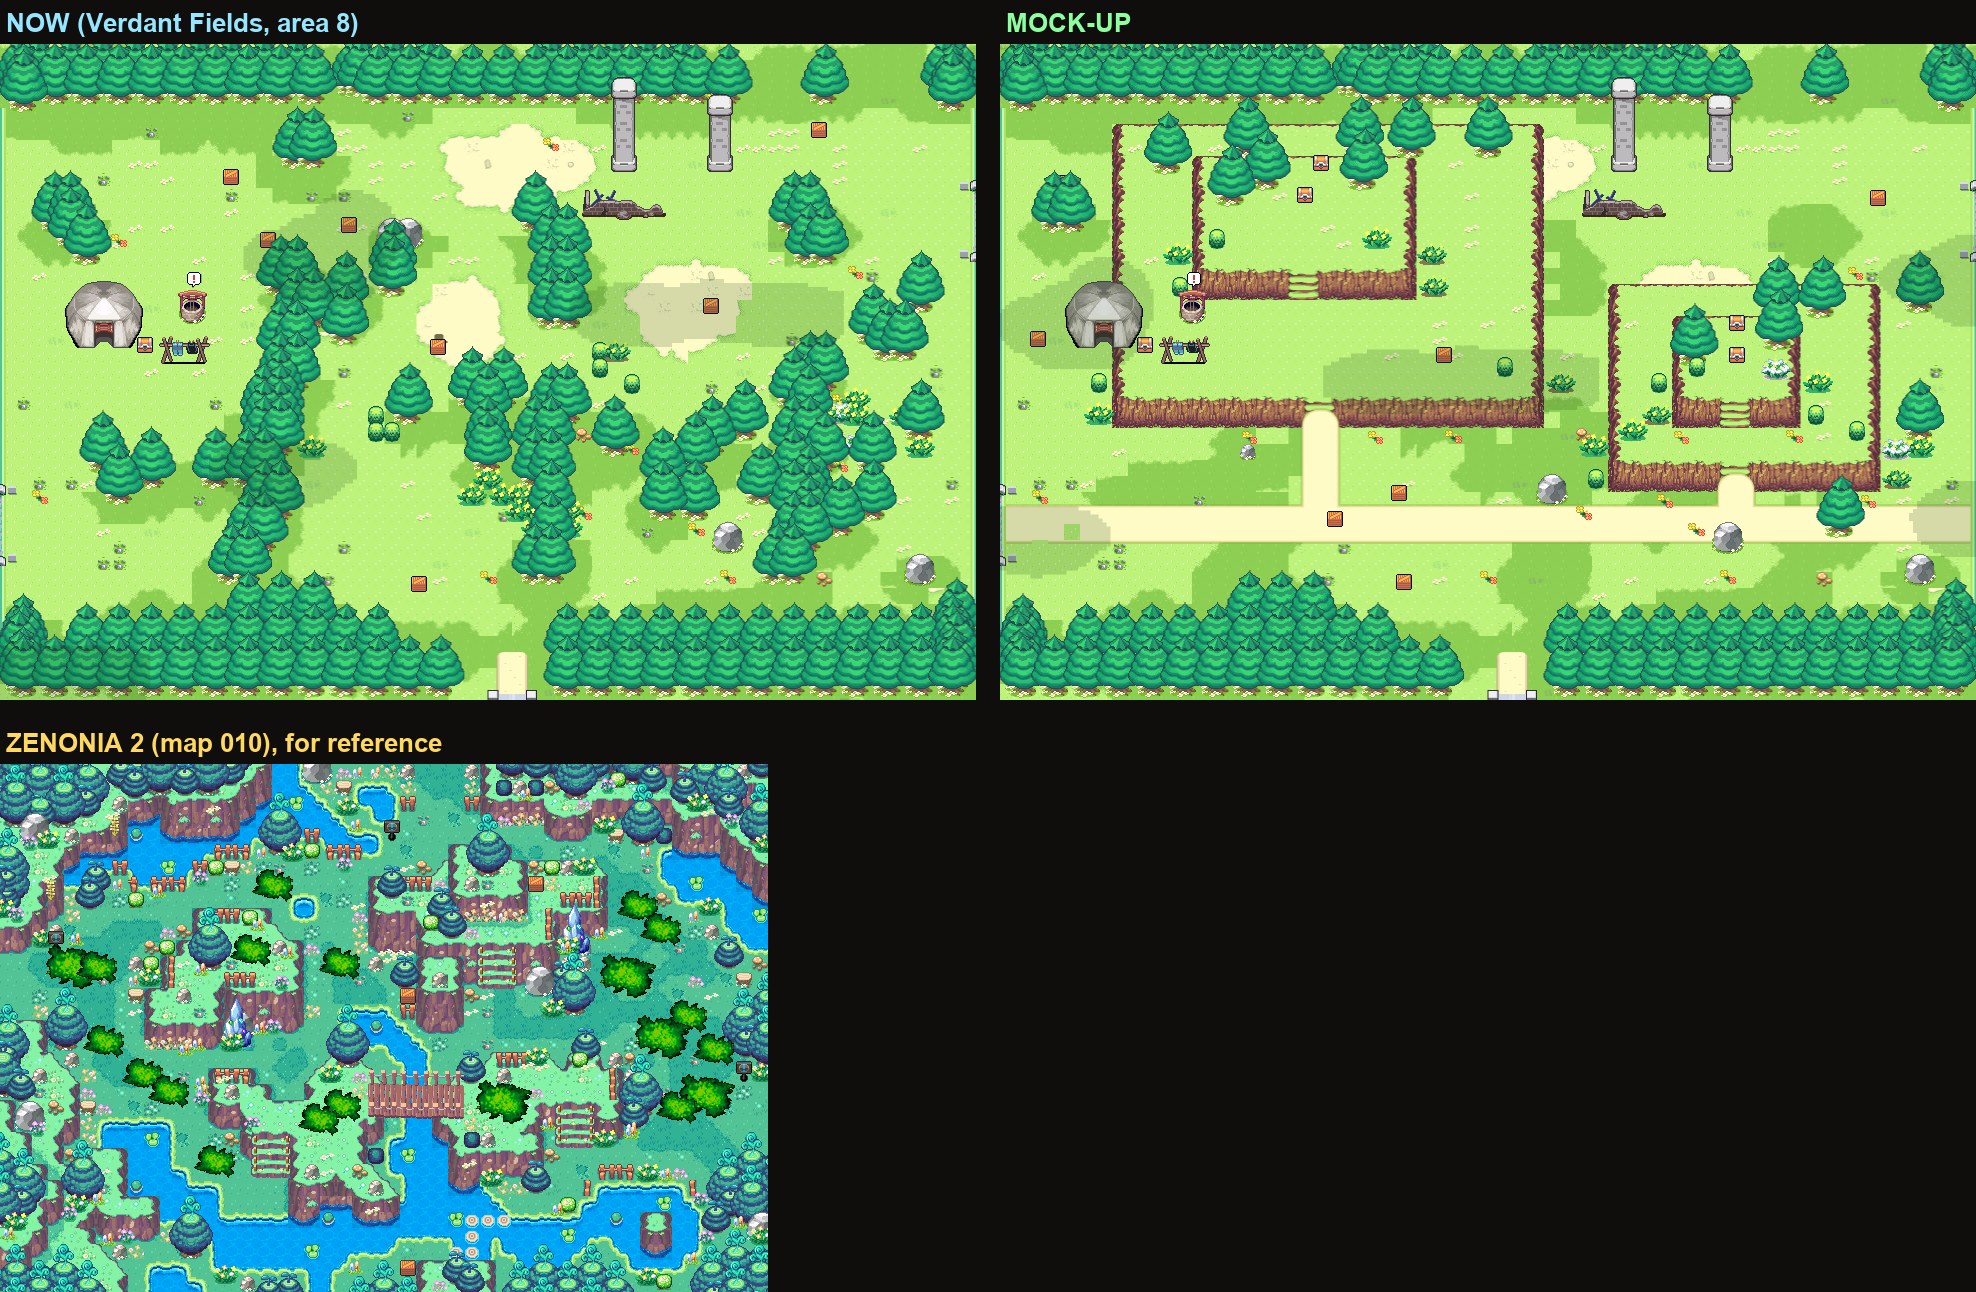 NOW (Verdant Fields, area 8)
MOCK-UP
!
!
ZENONIA 2 (map 010), for reference